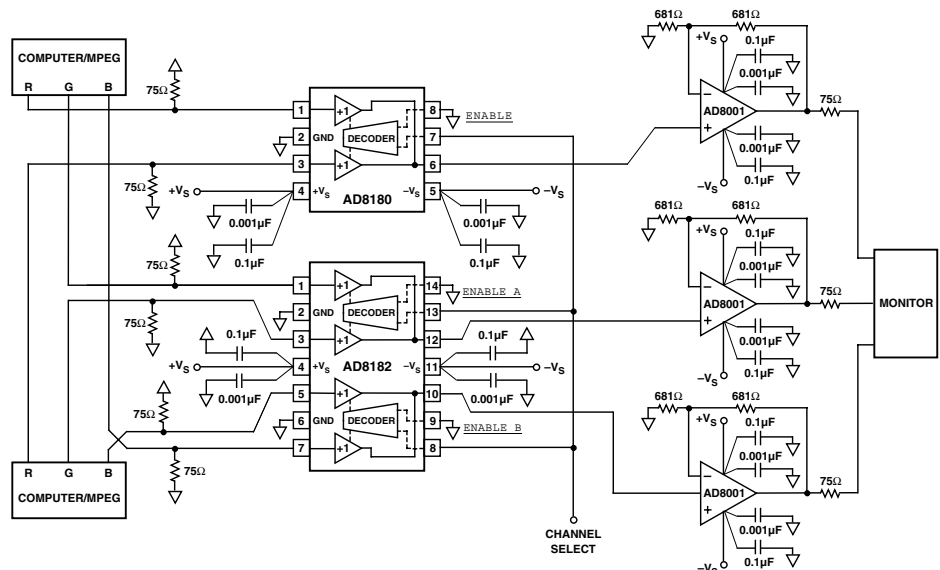 COMPUTER/MPEG
R G B
75Ω
75Ω
+VS
0.001µF
0.1µF
75Ω
1
2 GND
3
4 +VS
+1
DECODER
+1
AD8180
8
7
6
–VS 5
ENABLE
–VS
0.001µF
0.1µF
75Ω
0.1µF
+VS
0.001µF
75Ω
75Ω
1
2
3
4 +VS
5
6 GND
7
+1
DECODER
+1
AD8182
+1
DECODER
+1
14
13
12
–VS 11
10
9
8
ENABLE A
0.1µF
–VS
0.001µF
ENABLE B
R G B
COMPUTER/MPEG
CHANNEL
SELECT
681Ω 681Ω
+VS
0.1µF
0.001µF
–
AD8001
+
75Ω
0.001µF
0.1µF
–VS
681Ω 681Ω
+VS
0.1µF
0.001µF
–
AD8001
+
75Ω
0.001µF
0.1µF
–VS
681Ω 681Ω
+VS
0.1µF
0.001µF
–
AD8001
+
75Ω
0.001µF
0.1µF
–VS
MONITOR